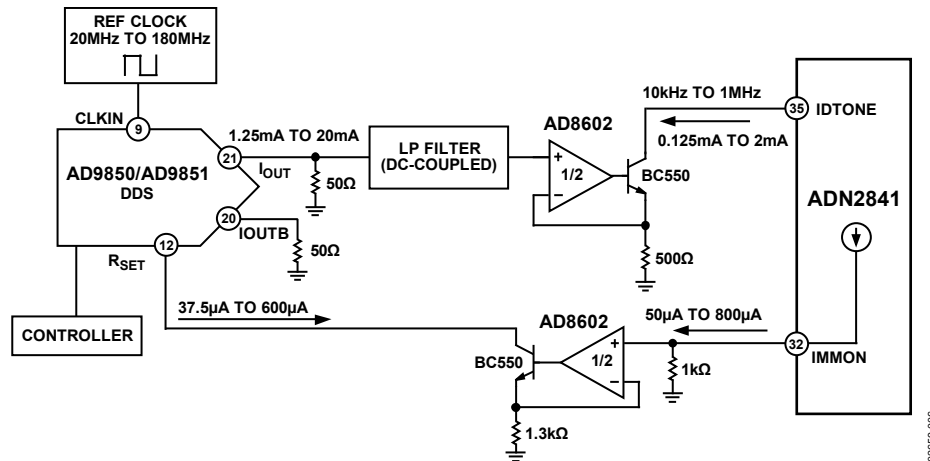 REF CLOCK
20MHz TO 180MHz
CLKIN
9
1.25mA TO 20mA
21
IOUT
50Ω
AD9850/AD9851
DDS
20
IOUTB
50Ω
12
RSET
CONTROLLER
LP FILTER
(DC-COUPLED)
AD8602
+
1/2
−
BC550
500Ω
10kHz TO 1MHz
0.125mA TO 2mA
35
IDTONE
ADN2841
37.5µA TO 600µA
BC550
AD8602
+
1/2
−
1.3kΩ
50µA TO 800µA
1kΩ
32
IMMON